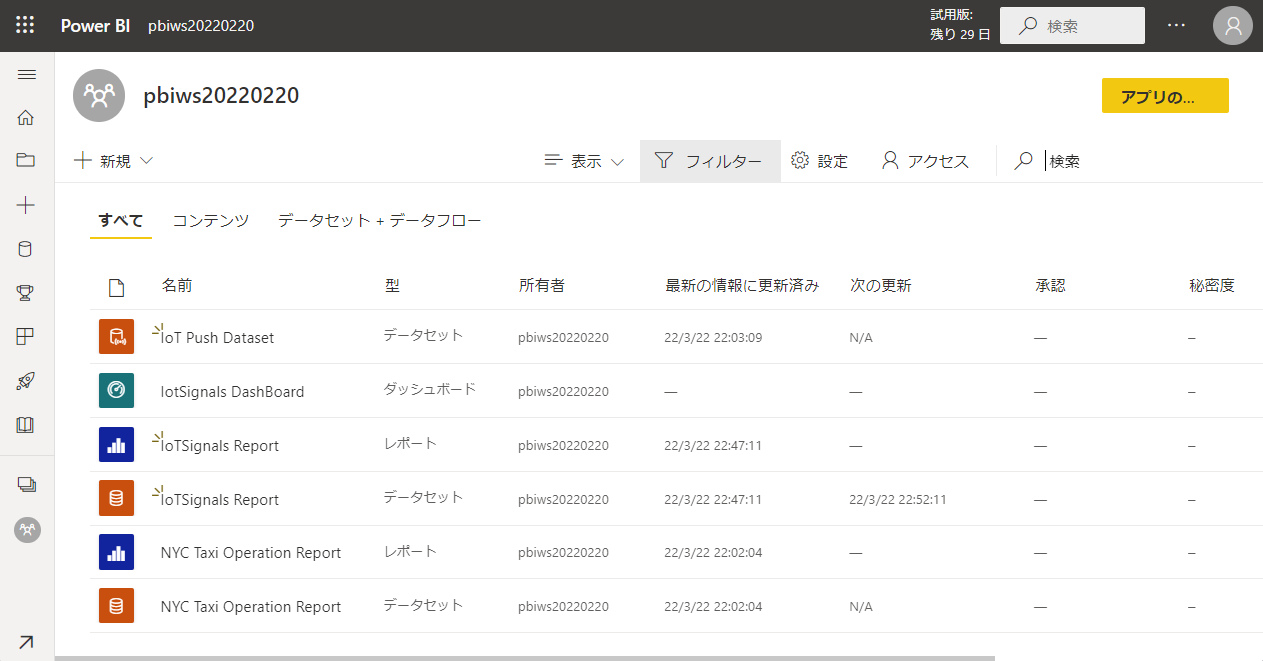 Power BI pbiws20220220
試用版:
残り 29 日
検索
pbiws20220220
アプリの...
新規
表示 フィルター 設定 アクセス 検索
すべて コンテンツ データセット + データフロー
名前 型 所有者 最新の情報に更新済み 次の更新 承認 秘密度
IoT Push Dataset データセット pbiws20220220 22/3/22 22:03:09 N/A — –
IotSignals DashBoard ダッシュボード pbiws20220220 — — — –
IoTSignals Report レポート pbiws20220220 22/3/22 22:47:11 — — –
IoTSignals Report データセット pbiws20220220 22/3/22 22:47:11 22/3/22 22:52:11 — –
NYC Taxi Operation Report レポート pbiws20220220 22/3/22 22:02:04 — — –
NYC Taxi Operation Report データセット pbiws20220220 22/3/22 22:02:04 N/A — –